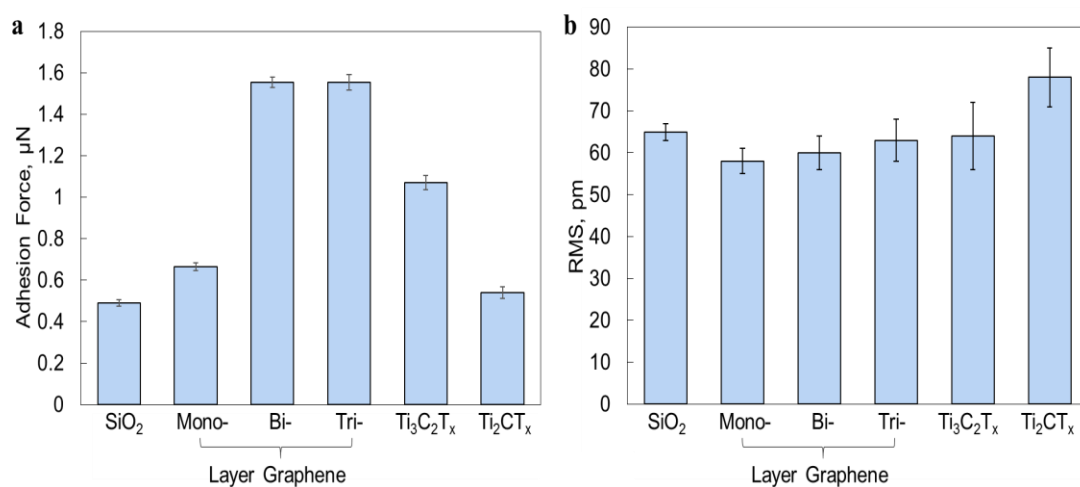 a
Adhesion Force, µN
1.8
1.6
1.4
1.2
1
0.8
0.6
0.4
0.2
0
SiO₂ Mono- Bi- Tri- Ti₃C₂Tₓ Ti₂CTₓ
Layer Graphene
b
RMS, pm
90
80
70
60
50
40
30
20
10
0
SiO₂ Mono- Bi- Tri- Ti₃C₂Tₓ Ti₂CTₓ
Layer Graphene